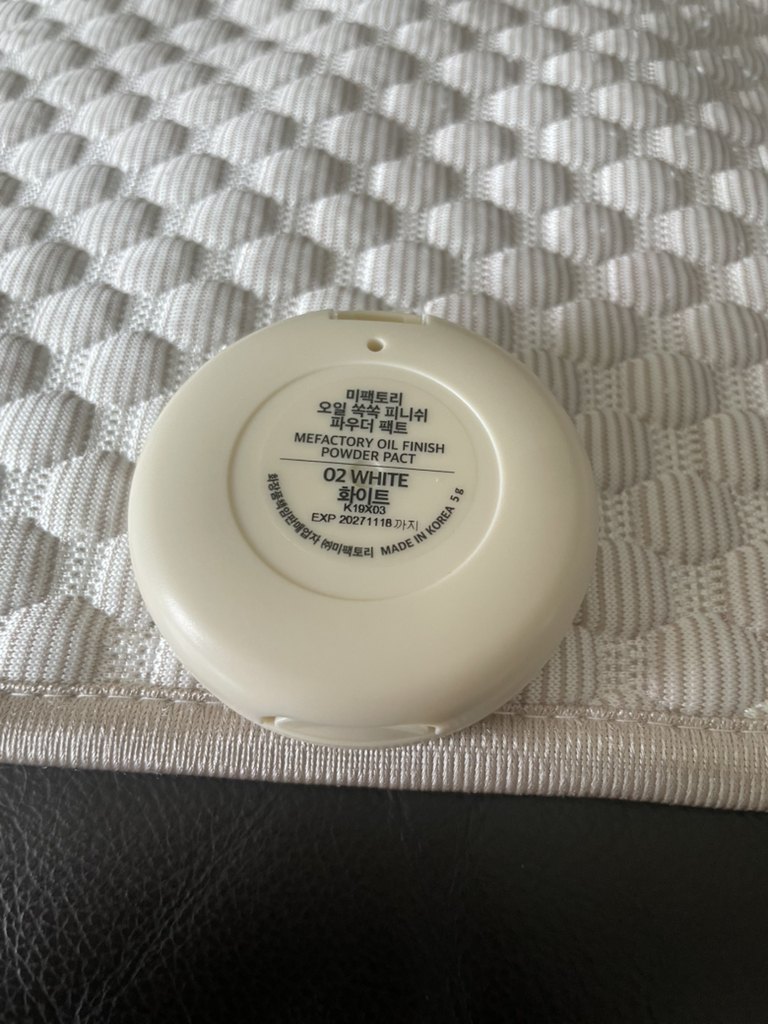 미팩토리
오일 쏙쏙 피니쉬
파우더 팩트
MEFACTORY OIL FINISH
POWDER PACT
02 WHITE
화이트
K19X03
EXP 20271118 까지
화장품책임판매업자 ㈜미팩토리 MADE IN KOREA 5 g